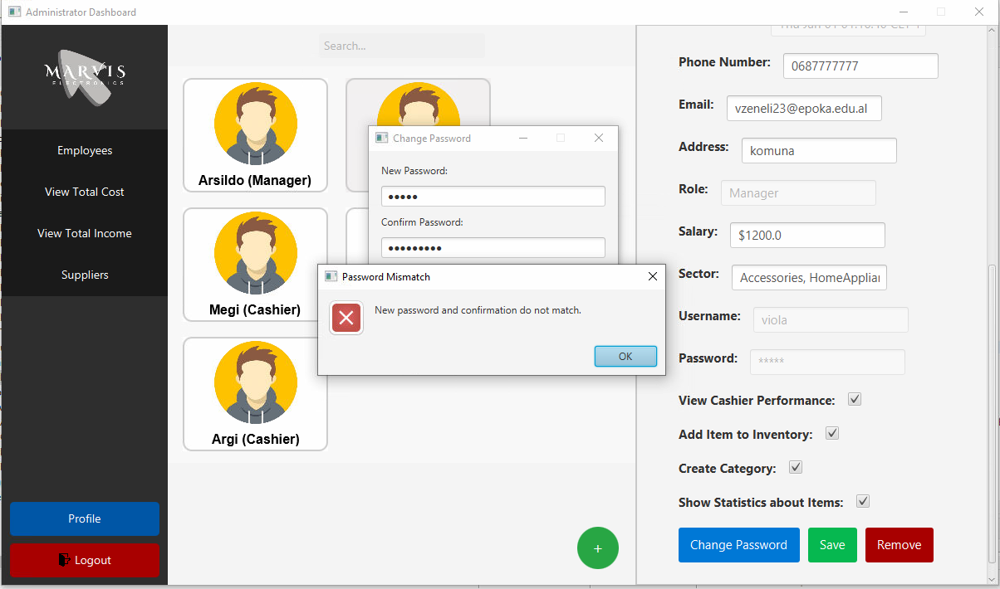 Administrator Dashboard
MARVIS
ELECTRONICS
Employees
View Total Cost
View Total Income
Suppliers
Profile
Logout
Search...
Arsildo (Manager)
Megi (Cashier)
Argi (Cashier)
+
Change Password
New Password:
•••••
Confirm Password:
•••••••••
Password Mismatch
New password and confirmation do not match.
OK
Phone Number: 0687777777
Email: vzeneli23@epoka.edu.al
Address: komuna
Role: Manager
Salary: $1200.0
Sector: Accessories, HomeApplian
Username: viola
Password: *****
View Cashier Performance:
Add Item to Inventory:
Create Category:
Show Statistics about Items:
Change Password Save Remove